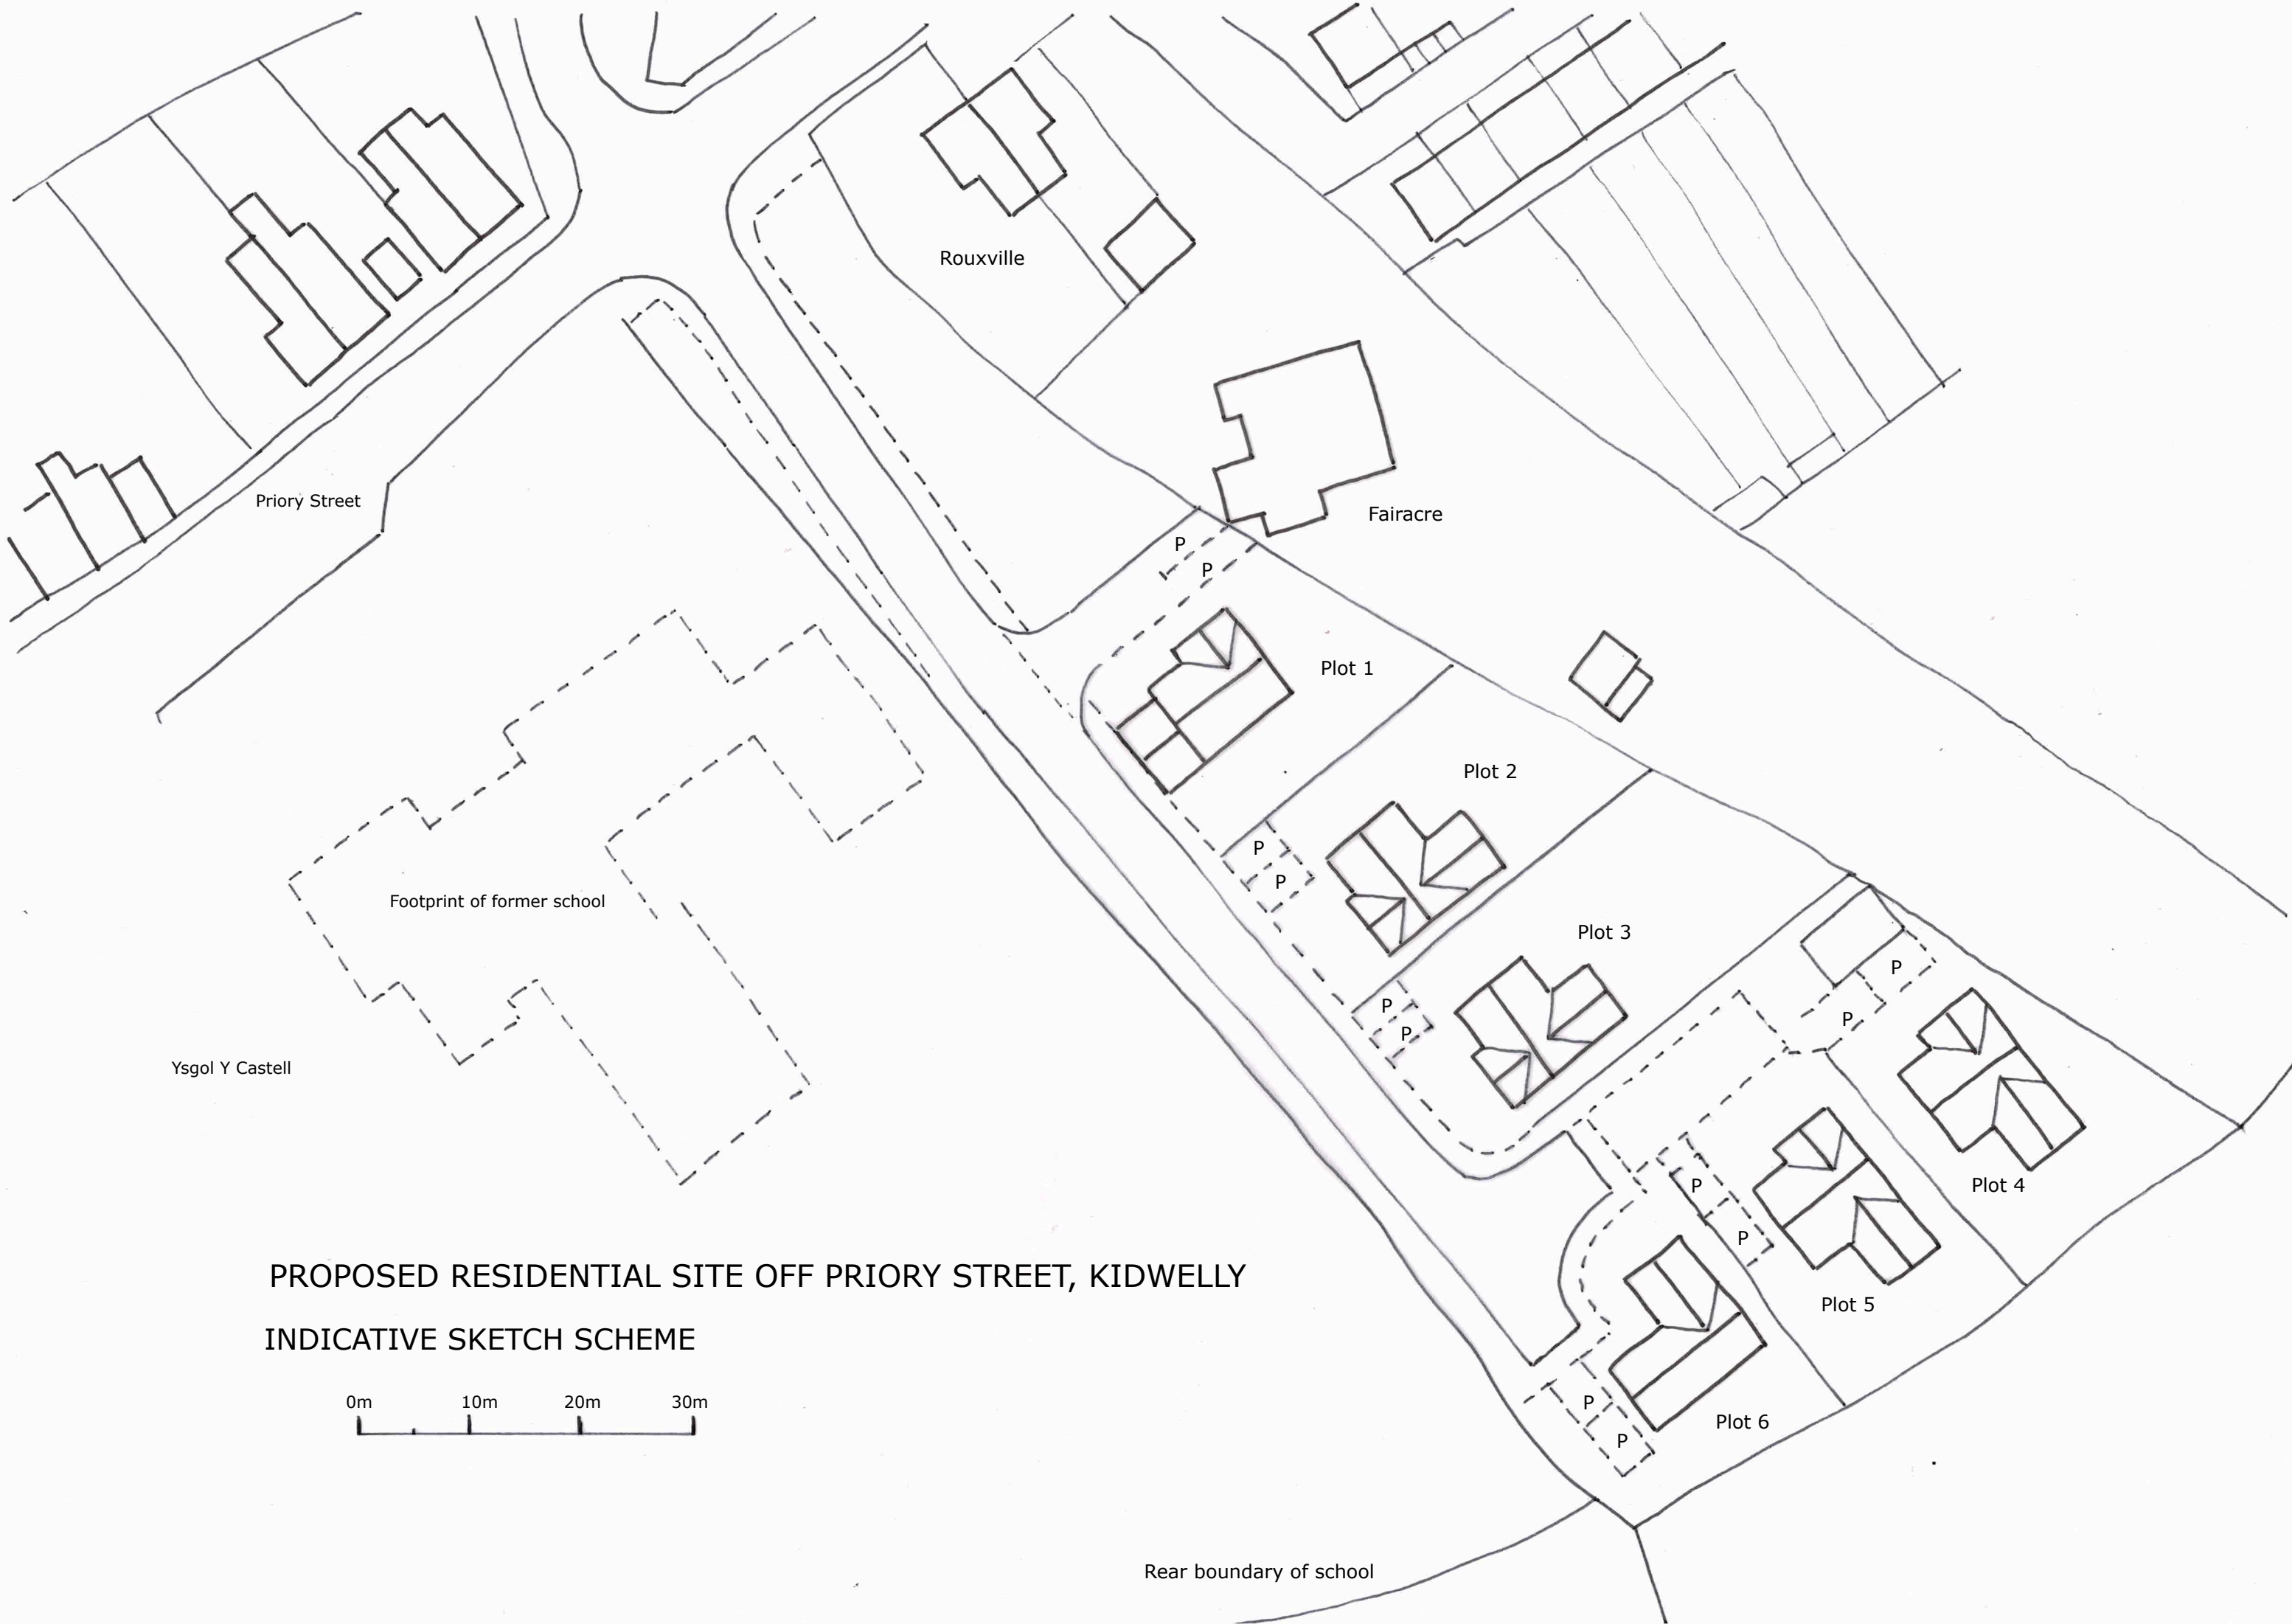 Rouxville
Priory Street
Fairacre
P
P
Plot 1
Plot 2
P
P
Footprint of former school
Plot 3
P
P
P
P
Ysgol Y Castell
Plot 4
P
P
Plot 5
PROPOSED RESIDENTIAL SITE OFF PRIORY STREET, KIDWELLY
INDICATIVE SKETCH SCHEME
0m 10m 20m 30m
P
P
Plot 6
Rear boundary of school